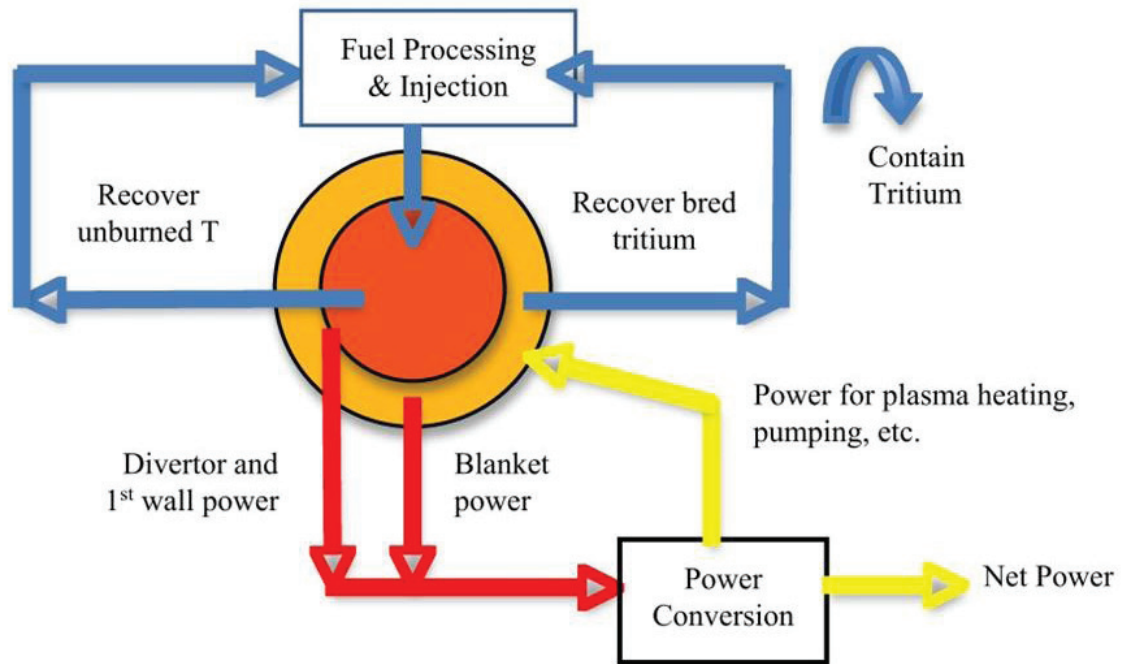 Fuel Processing
& Injection
Contain
Tritium
Recover
unburned T
Recover bred
tritium
Power for plasma heating,
pumping, etc.
Divertor and
1st wall power
Blanket
power
Power
Conversion
Net Power